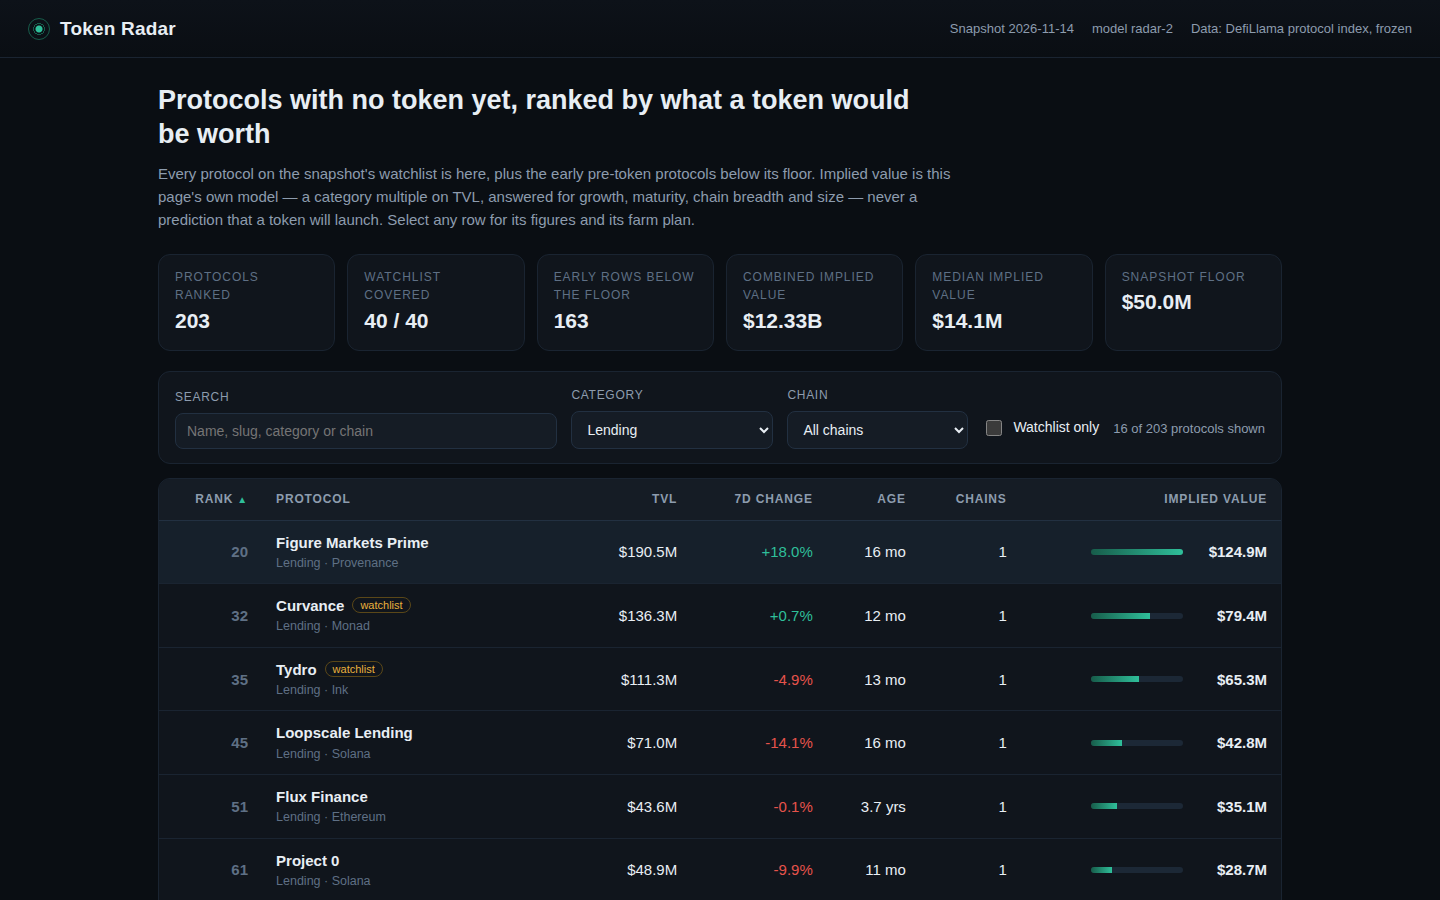 Token Radar
Snapshot 2026-11-14 model radar-2 Data: DefiLlama protocol index, frozen
Protocols with no token yet, ranked by what a token would
be worth
Every protocol on the snapshot's watchlist is here, plus the early pre-token protocols below its floor. Implied value is this
page's own model — a category multiple on TVL, answered for growth, maturity, chain breadth and size — never a
prediction that a token will launch. Select any row for its figures and its farm plan.
PROTOCOLS
RANKED
203
WATCHLIST
COVERED
40 / 40
EARLY ROWS BELOW
THE FLOOR
163
COMBINED IMPLIED
VALUE
$12.33B
MEDIAN IMPLIED
VALUE
$14.1M
SNAPSHOT FLOOR
$50.0M
SEARCH
Name, slug, category or chain
CATEGORY
Lending
CHAIN
All chains
Watchlist only
16 of 203 protocols shown
RANK ▲ PROTOCOL TVL 7D CHANGE AGE CHAINS IMPLIED VALUE
20 Figure Markets Prime $190.5M +18.0% 16 mo 1 $124.9M
Lending · Provenance
32 Curvance watchlist $136.3M +0.7% 12 mo 1 $79.4M
Lending · Monad
35 Tydro watchlist $111.3M -4.9% 13 mo 1 $65.3M
Lending · Ink
45 Loopscale Lending $71.0M -14.1% 16 mo 1 $42.8M
Lending · Solana
51 Flux Finance $43.6M -0.1% 3.7 yrs 1 $35.1M
Lending · Ethereum
61 Project 0 $48.9M -9.9% 11 mo 1 $28.7M
Lending · Solana